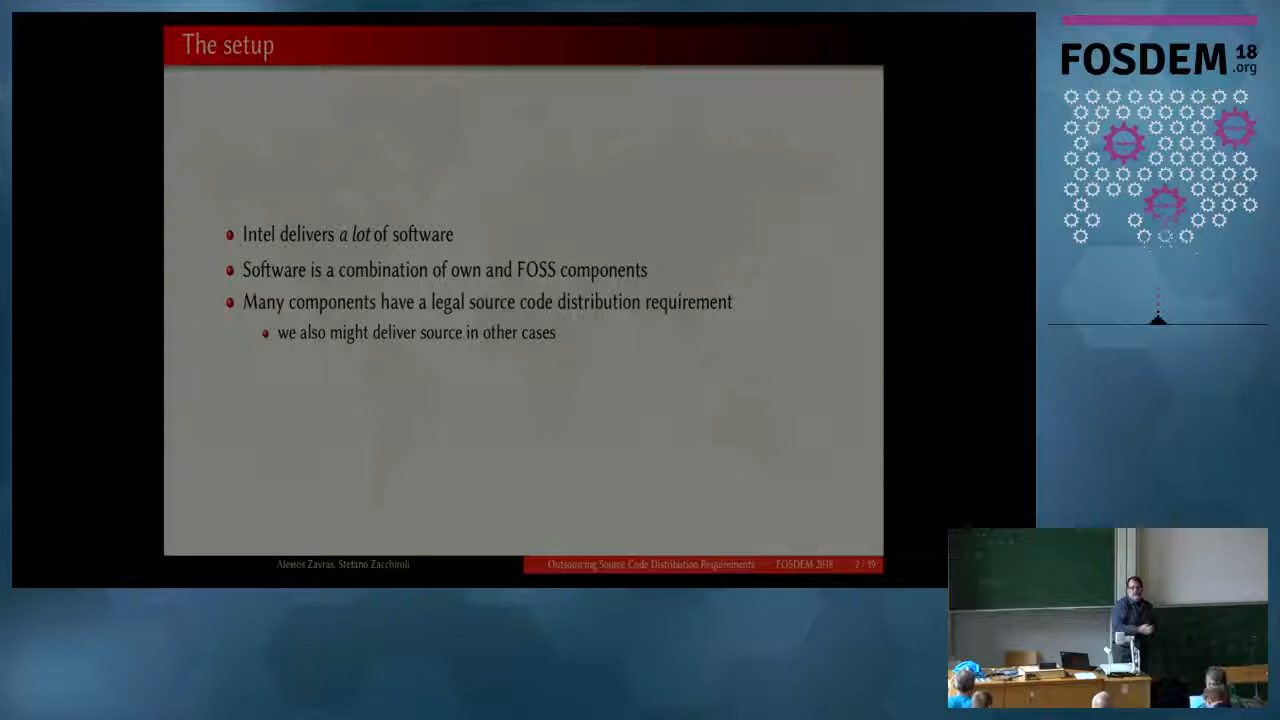 The setup
Intel delivers a lot of software
Software is a combination of own and FOSS components
Many components have a legal source code distribution requirement
we also might deliver source in other cases
Alexios Zavras, Stefano Zacchiroli
Outsourcing Source Code Distribution Requirements
FOSDEM 2018
2 / 19
FOSDEM 18
.org